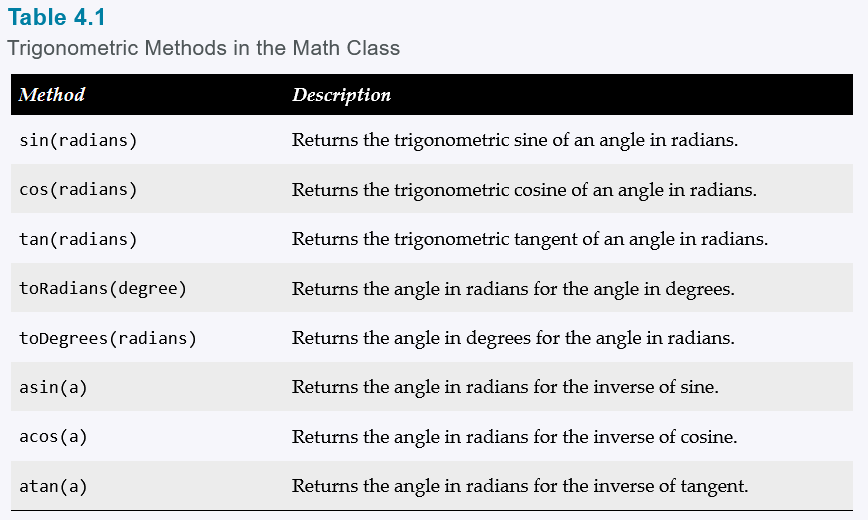 Table 4.1
Trigonometric Methods in the Math Class
Method Description
sin(radians) Returns the trigonometric sine of an angle in radians.
cos(radians) Returns the trigonometric cosine of an angle in radians.
tan(radians) Returns the trigonometric tangent of an angle in radians.
toRadians(degree) Returns the angle in radians for the angle in degrees.
toDegrees(radians) Returns the angle in degrees for the angle in radians.
asin(a) Returns the angle in radians for the inverse of sine.
acos(a) Returns the angle in radians for the inverse of cosine.
atan(a) Returns the angle in radians for the inverse of tangent.